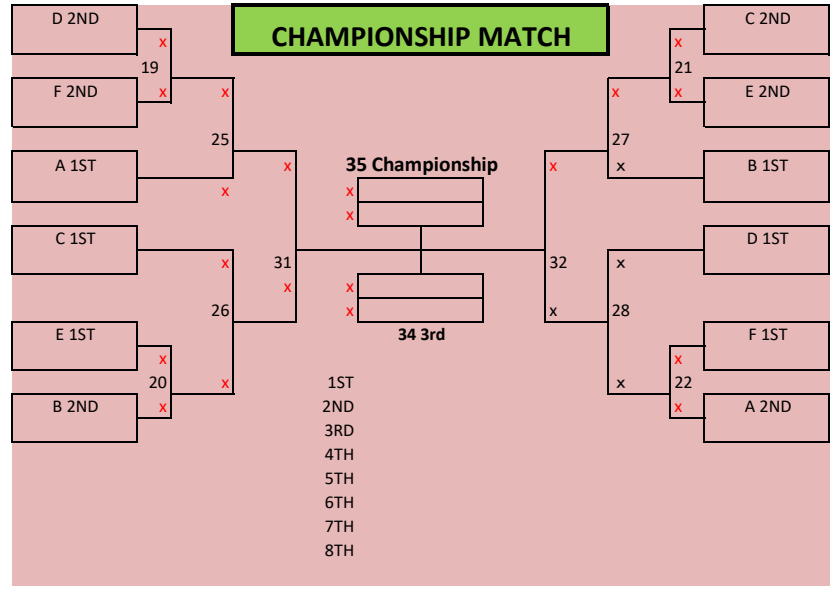 D 2ND CHAMPIONSHIP MATCH C 2ND
x x
19 21
F 2ND x x x x E 2ND
25 27
A 1ST x 35 Championship x x B 1ST
x x
x
C 1ST D 1ST
x 31 32 x
x x
26 x x 28
E 1ST 34 3rd F 1ST
x x
20 x 1ST x 22
B 2ND x 2ND x A 2ND
3RD
4TH
5TH
6TH
7TH
8TH